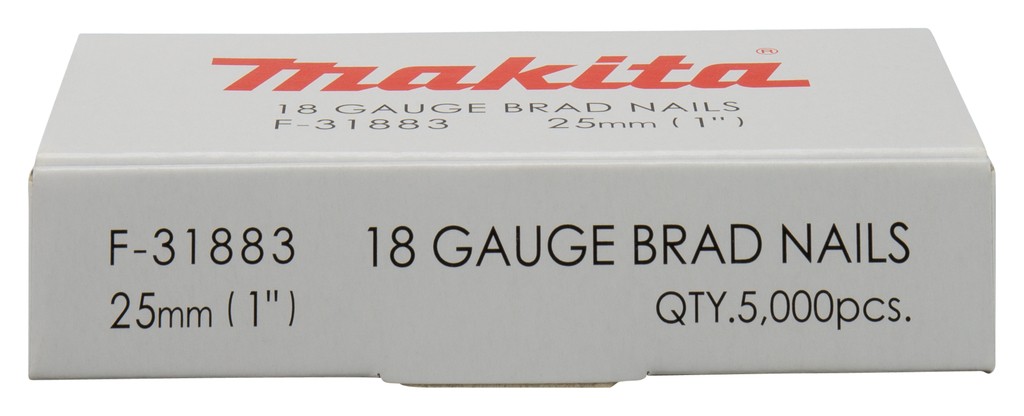 makita®
18 GAUGE BRAD NAILS
F-31883 25mm (1")
F-31883 18 GAUGE BRAD NAILS
25mm (1") QTY.5,000pcs.